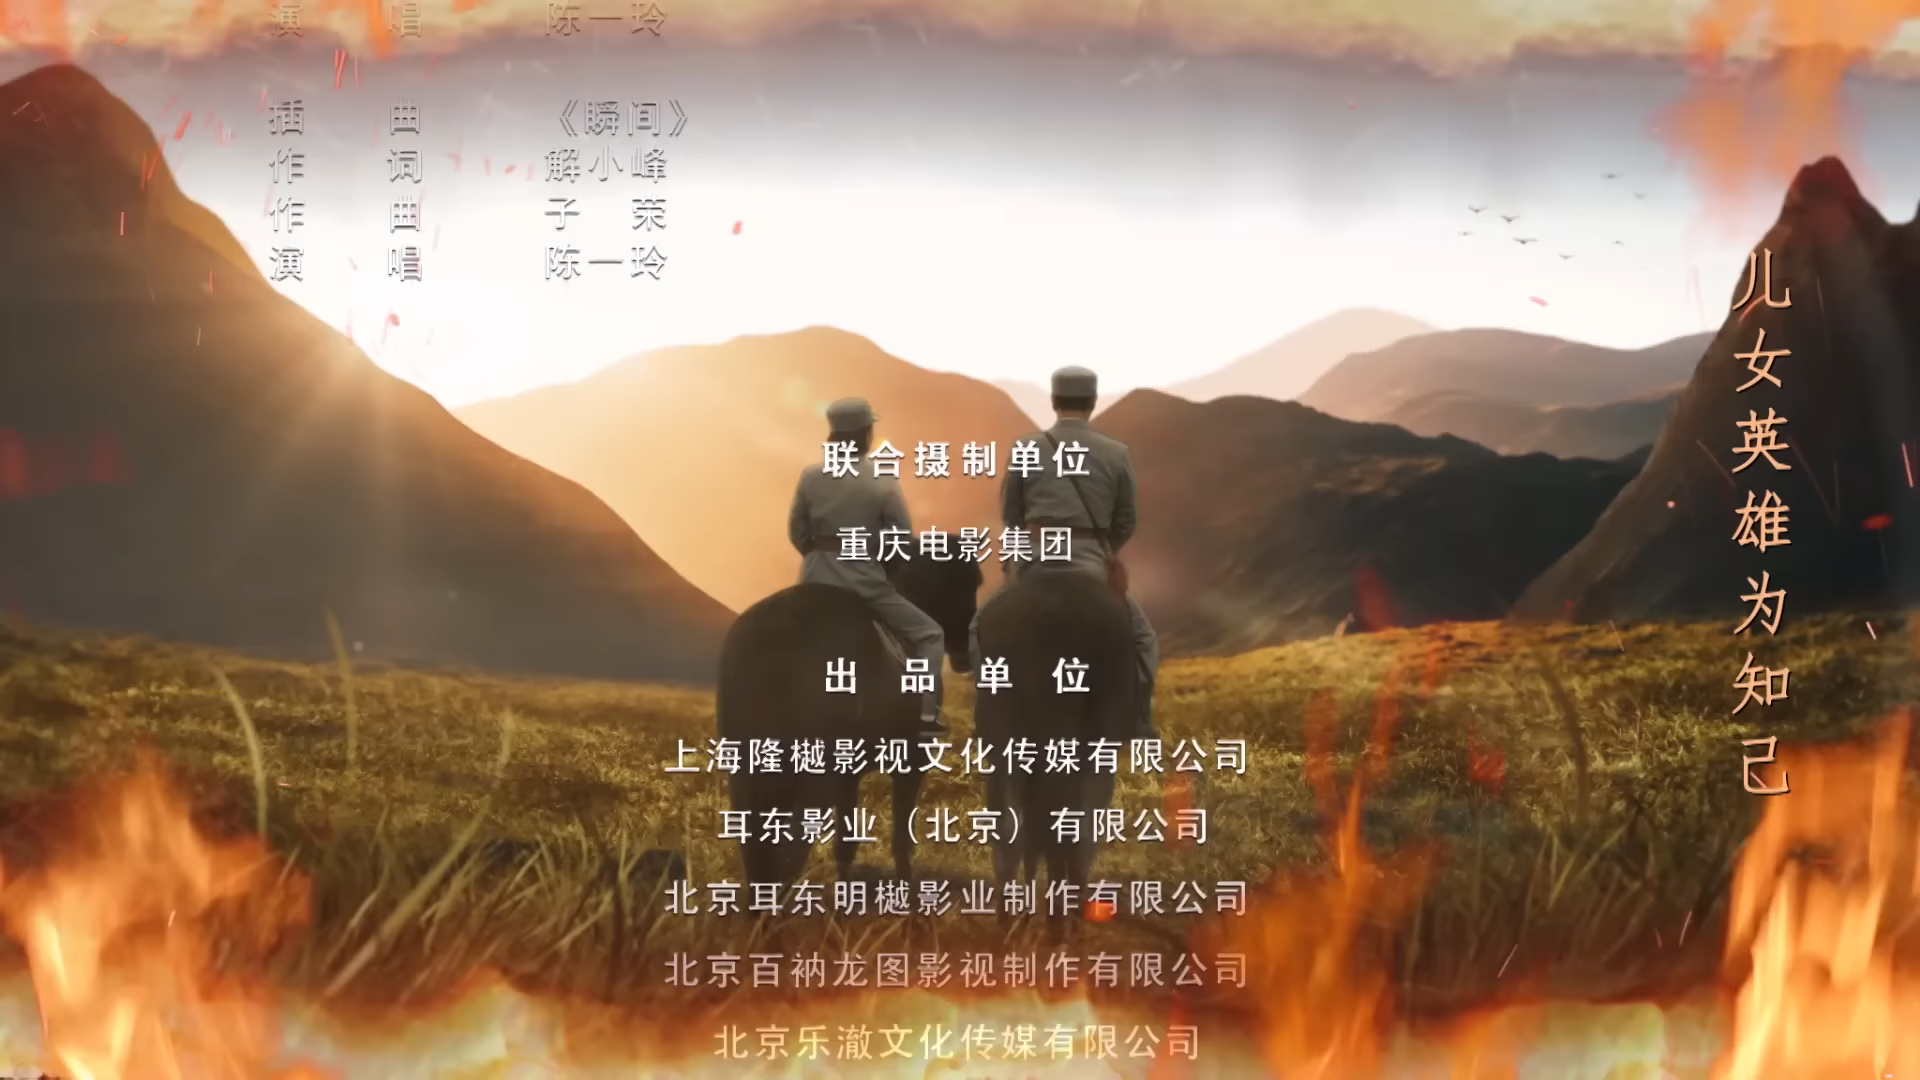 演唱 陈一玲
插曲 《瞬间》
作词 解小峰
作曲 子荣
演唱 陈一玲
联合摄制单位
重庆电影集团
出品单位
上海隆樾影视文化传媒有限公司
耳东影业（北京）有限公司
北京耳东明樾影业制作有限公司
北京百衲龙图影视制作有限公司
北京乐澈文化传媒有限公司
儿女英雄为知己